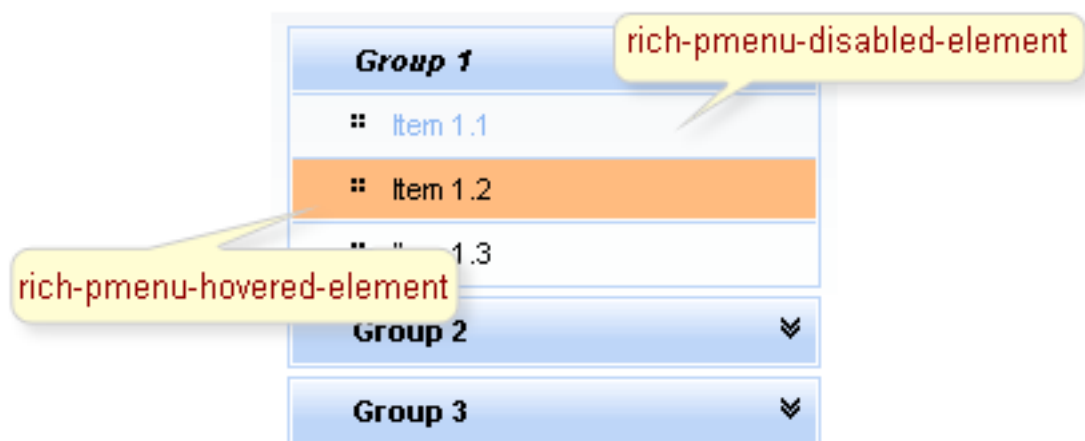 Group 1
rich-pmenu-disabled-element
Item 1.1
Item 1.2
1.3
rich-pmenu-hovered-element
Group 2
Group 3